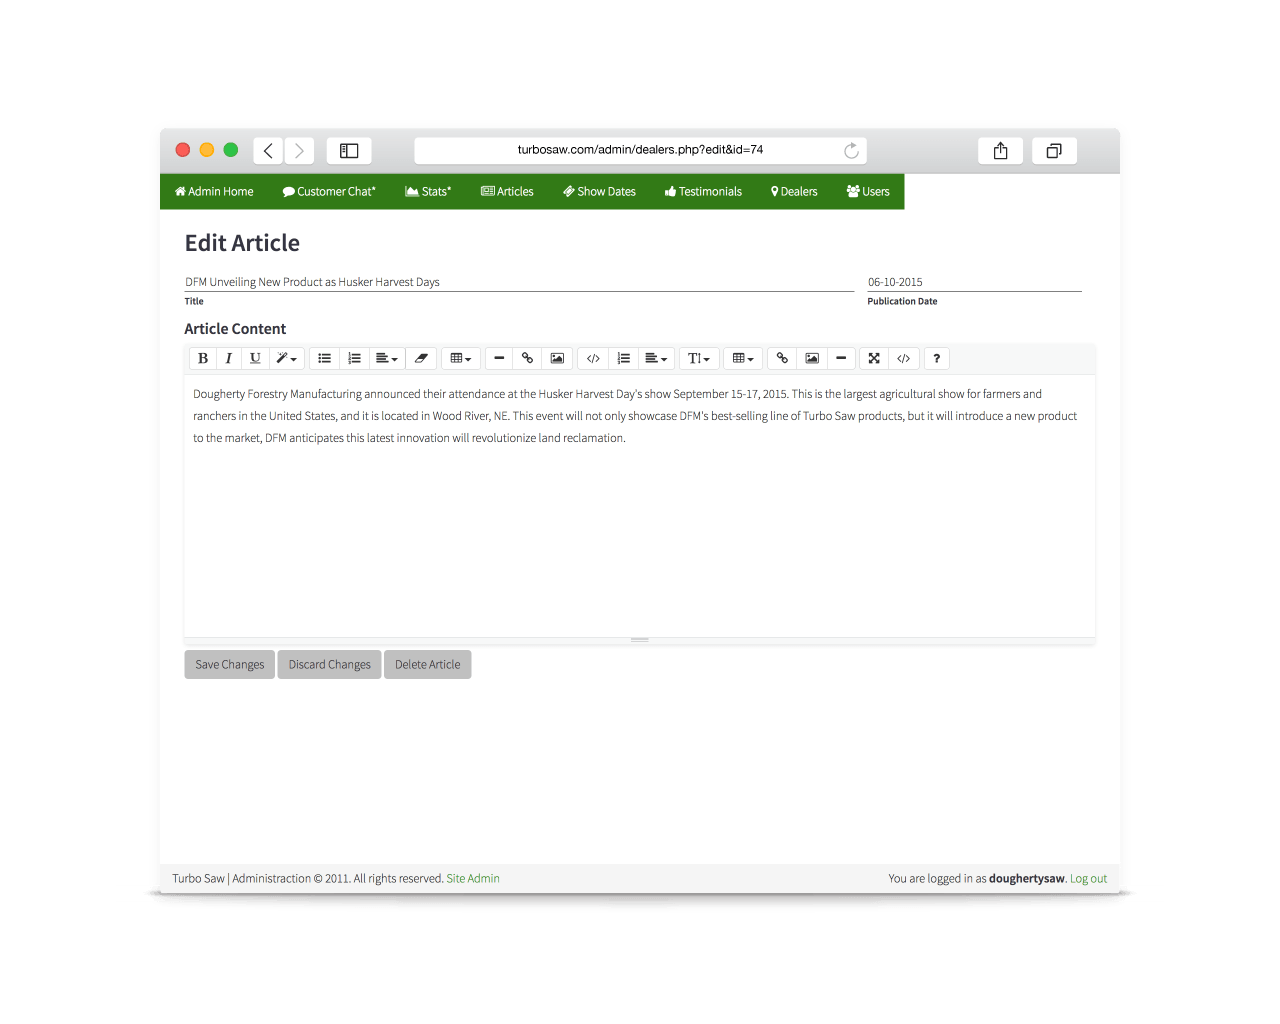 turbosaw.com/admin/dealers.php?edit&id=74
Admin Home Customer Chat* Stats* Articles Show Dates Testimonials Dealers Users
Edit Article
DFM Unveiling New Product as Husker Harvest Days 06-10-2015
Title Publication Date
Article Content
B I U </> T </> ?
Dougherty Forestry Manufacturing announced their attendance at the Husker Harvest Day's show September 15-17, 2015. This is the largest agricultural show for farmers and
ranchers in the United States, and it is located in Wood River, NE. This event will not only showcase DFM's best-selling line of Turbo Saw products, but it will introduce a new product
to the market, DFM anticipates this latest innovation will revolutionize land reclamation.
Save Changes Discard Changes Delete Article
Turbo Saw | Administraction © 2011. All rights reserved. Site Admin You are logged in as doughertysaw. Log out